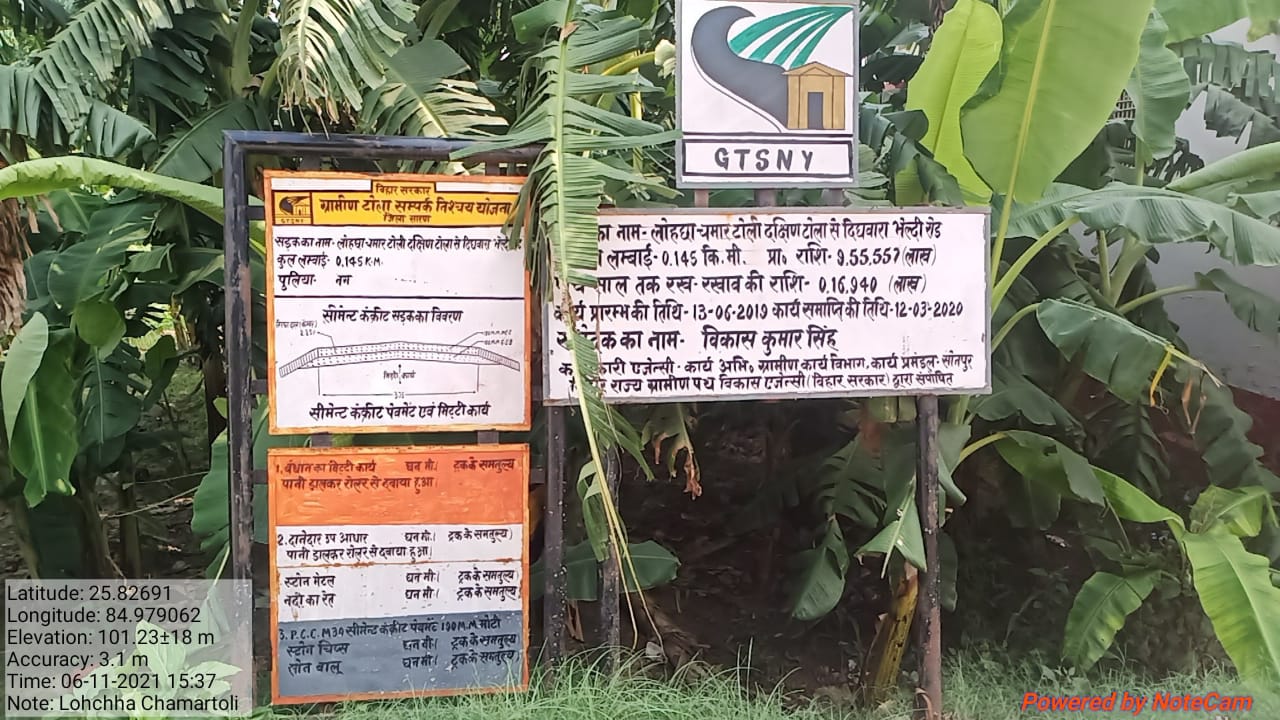 GTSNY
बिहार सरकार
ग्रामीण टोला सम्पर्क निश्चय योजना
जिला सारण
GTSNY
सड़क का नाम- लोहछा चमार टोली दक्षिण टोला से दिघवारा भेल्दी
कुल लम्बाई- 0.145 K.M.
पुलिया- नग
सीमेन्ट कंक्रीट सड़क का विवरण
3.75
सीमेन्ट कंक्रीट पेवमेंट एवं मिट्टी कार्य
1. बंधान का मिट्टी कार्य घन मी। ट्रक के समतुल्य
पानी डालकर रोलर से दबाया हुआ।
2. दानेदार उप आधार घन मी। ट्रक के समतुल्य)
पानी डालकर रोलर से दबाया हुआ।
स्टोन मेटल घन मी। ट्रक के समतुल्य
नदी का रेत घन मी। ट्रक के समतुल्य
3. P.C.C. M30 सीमेन्ट कंक्रीट पेवमेंट M.M. मोटी
स्टोन चिप्स घन मी। ट्रक के समतुल्य
सोन बालू घन मी। ट्रक के समतुल्य
का नाम- लोहछा-चमार टोली दक्षिण टोला से दिघवारा भेल्दी रोड
लम्बाई- 0.145 कि.मी. प्रा॰ राशि- 9,55,557 (लाख)
साल तक रख-रखाव की राशि- 0,16,940 (लाख)
कार्य प्रारम्भ की तिथि-13-06-2019 कार्य समाप्ति की तिथि-12-03-2020
का नाम- विकास कुमार सिंह
कारी एजेन्सी- कार्य अभि॰ ग्रामीण कार्य विभाग, कार्य प्रमंडल- सोनपुर
राज्य ग्रामीण पथ विकास एजेन्सी (बिहार सरकार) द्वारा संपोषित
Latitude: 25.82691
Longitude: 84.979062
Elevation: 101.23±18 m
Accuracy: 3.1 m
Time: 06-11-2021 15:37
Note: Lohchha Chamartoli
Powered by NoteCam